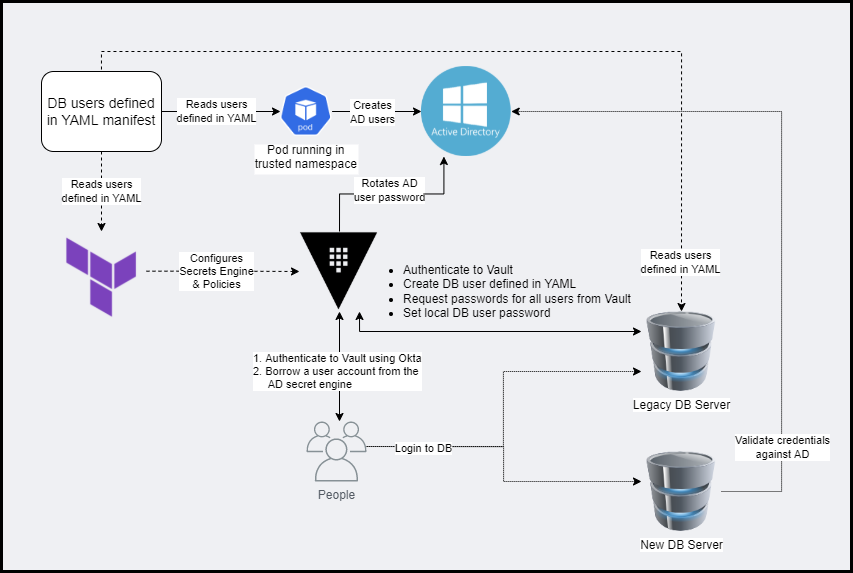 DB users defined
in YAML manifest
Reads users
defined in YAML
pod
Pod running in
trusted namespace
Creates
AD users
Active Directory
Reads users
defined in YAML
Rotates AD
user password
Configures
Secrets Engine
& Policies
• Authenticate to Vault
• Create DB user defined in YAML
• Request passwords for all users from Vault
• Set local DB user password
Reads users
defined in YAML
1. Authenticate to Vault using Okta
2. Borrow a user account from the
AD secret engine
Legacy DB Server
Login to DB
Validate credentials
against AD
People
New DB Server